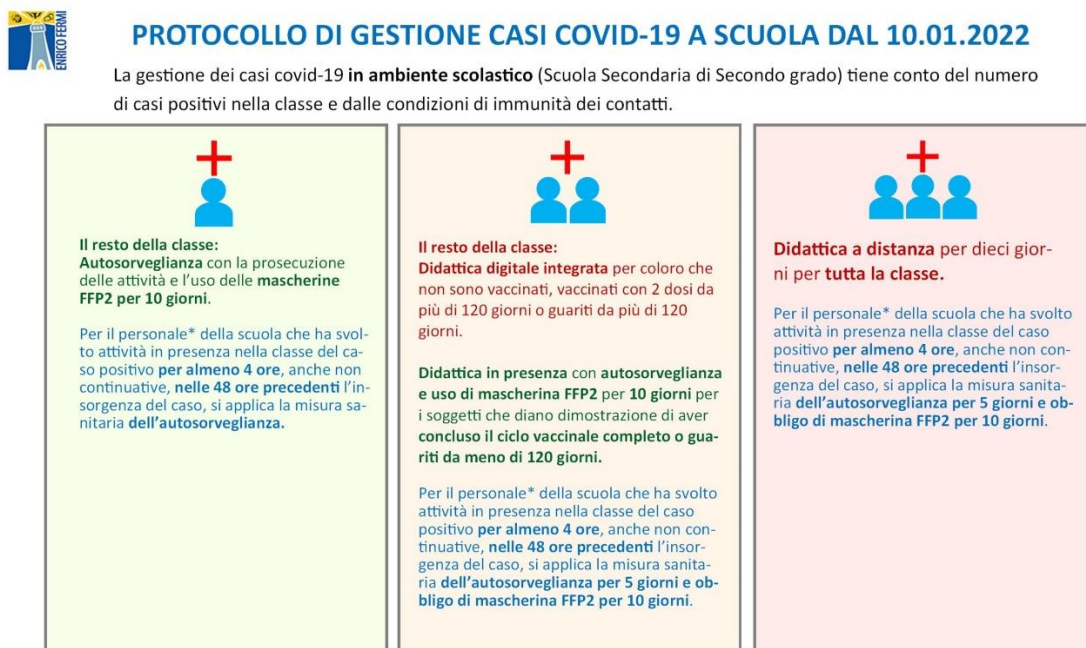 ENRICO FERMI
PROTOCOLLO DI GESTIONE CASI COVID-19 A SCUOLA DAL 10.01.2022
La gestione dei casi covid-19 in ambiente scolastico (Scuola Secondaria di Secondo grado) tiene conto del numero
di casi positivi nella classe e dalle condizioni di immunità dei contatti.
Il resto della classe:
Autosorveglianza con la prosecuzione
delle attività e l'uso delle mascherine
FFP2 per 10 giorni.
Per il personale* della scuola che ha svol-
to attività in presenza nella classe del ca-
so positivo per almeno 4 ore, anche non
continuative, nelle 48 ore precedenti l'in-
sorgenza del caso, si applica la misura sa-
nitaria dell'autosorveglianza.
Il resto della classe:
Didattica digitale integrata per coloro che
non sono vaccinati, vaccinati con 2 dosi da
più di 120 giorni o guariti da più di 120
giorni.
Didattica in presenza con autosorveglianza
e uso di mascherina FFP2 per 10 giorni per
i soggetti che diano dimostrazione di aver
concluso il ciclo vaccinale completo o gua-
riti da meno di 120 giorni.
Per il personale* della scuola che ha svolto
attività in presenza nella classe del caso
positivo per almeno 4 ore, anche non con-
tinuative, nelle 48 ore precedenti l'insor-
genza del caso, si applica la misura sanita-
ria dell'autosorveglianza per 5 giorni e ob-
bligo di mascherina FFP2 per 10 giorni.
Didattica a distanza per dieci gior-
ni per tutta la classe.
Per il personale* della scuola che ha svolto
attività in presenza nella classe del caso
positivo per almeno 4 ore, anche non con-
tinuative, nelle 48 ore precedenti l'insor-
genza del caso, si applica la misura sanita-
ria dell'autosorveglianza per 5 giorni e ob-
bligo di mascherina FFP2 per 10 giorni.